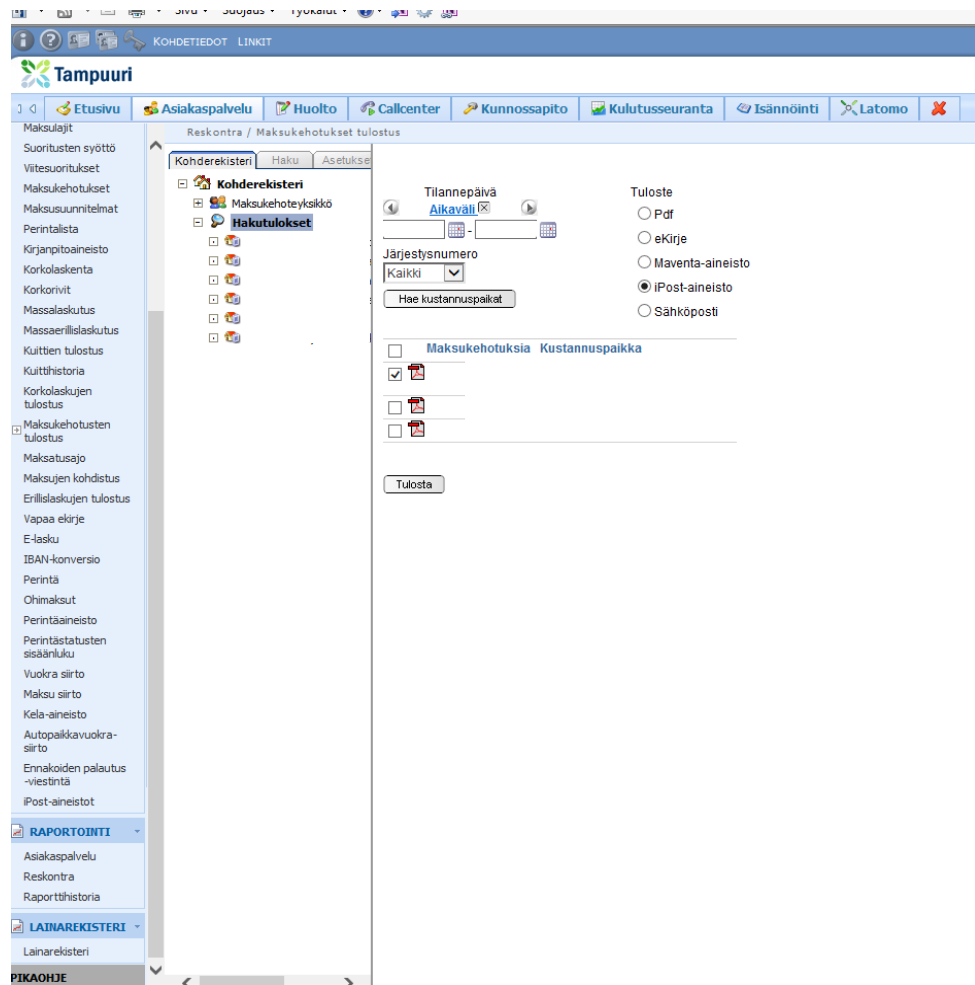 Sivu Suojaus Työkalut
KOHDETIEDOT LINKIT
Tampuuri
Etusivu Asiakaspalvelu Huolto Callcenter Kunnossapito Kulutusseuranta Isännöinti Latomo
Maksulajit
Suoritusten syöttö
Viitesuoritukset
Maksukehotukset
Maksusuunnitelmat
Perintalista
Kirjanpitoaineisto
Korkolaskenta
Korkorivit
Massalaskutus
Massaerillislaskutus
Kuittien tulostus
Kuittihistoria
Korkolaskujen
tulostus
Maksukehotusten
tulostus
Maksatusajo
Maksujen kohdistus
Erillislaskujen tulostus
Vapaa ekirje
E-lasku
IBAN-konversio
Perintä
Ohimaksut
Perintäaineisto
Perintästatusten
sisäänluku
Vuokra siirto
Maksu siirto
Kela-aineisto
Autopaikkavuokra-
siirto
Ennakoiden palautus
-viestintä
iPost-aineistot
RAPORTOINTI
Asiakaspalvelu
Reskontra
Raporttihistoria
LAINAREKISTERI
Lainarekisteri
PIKAOHJE
Reskontra / Maksukehotukset tulostus
Kohderekisteri Haku Asetukse
Kohderekisteri
Maksukehoteyksikkö
Hakutulokset
Tilannepäivä
Aikaväli
-
Järjestysnumero
Kaikki
Hae kustannuspaikat
Tuloste
Pdf
eKirje
Maventa-aineisto
iPost-aineisto
Sähköposti
Maksukehotuksia Kustannuspaikka
Tulosta